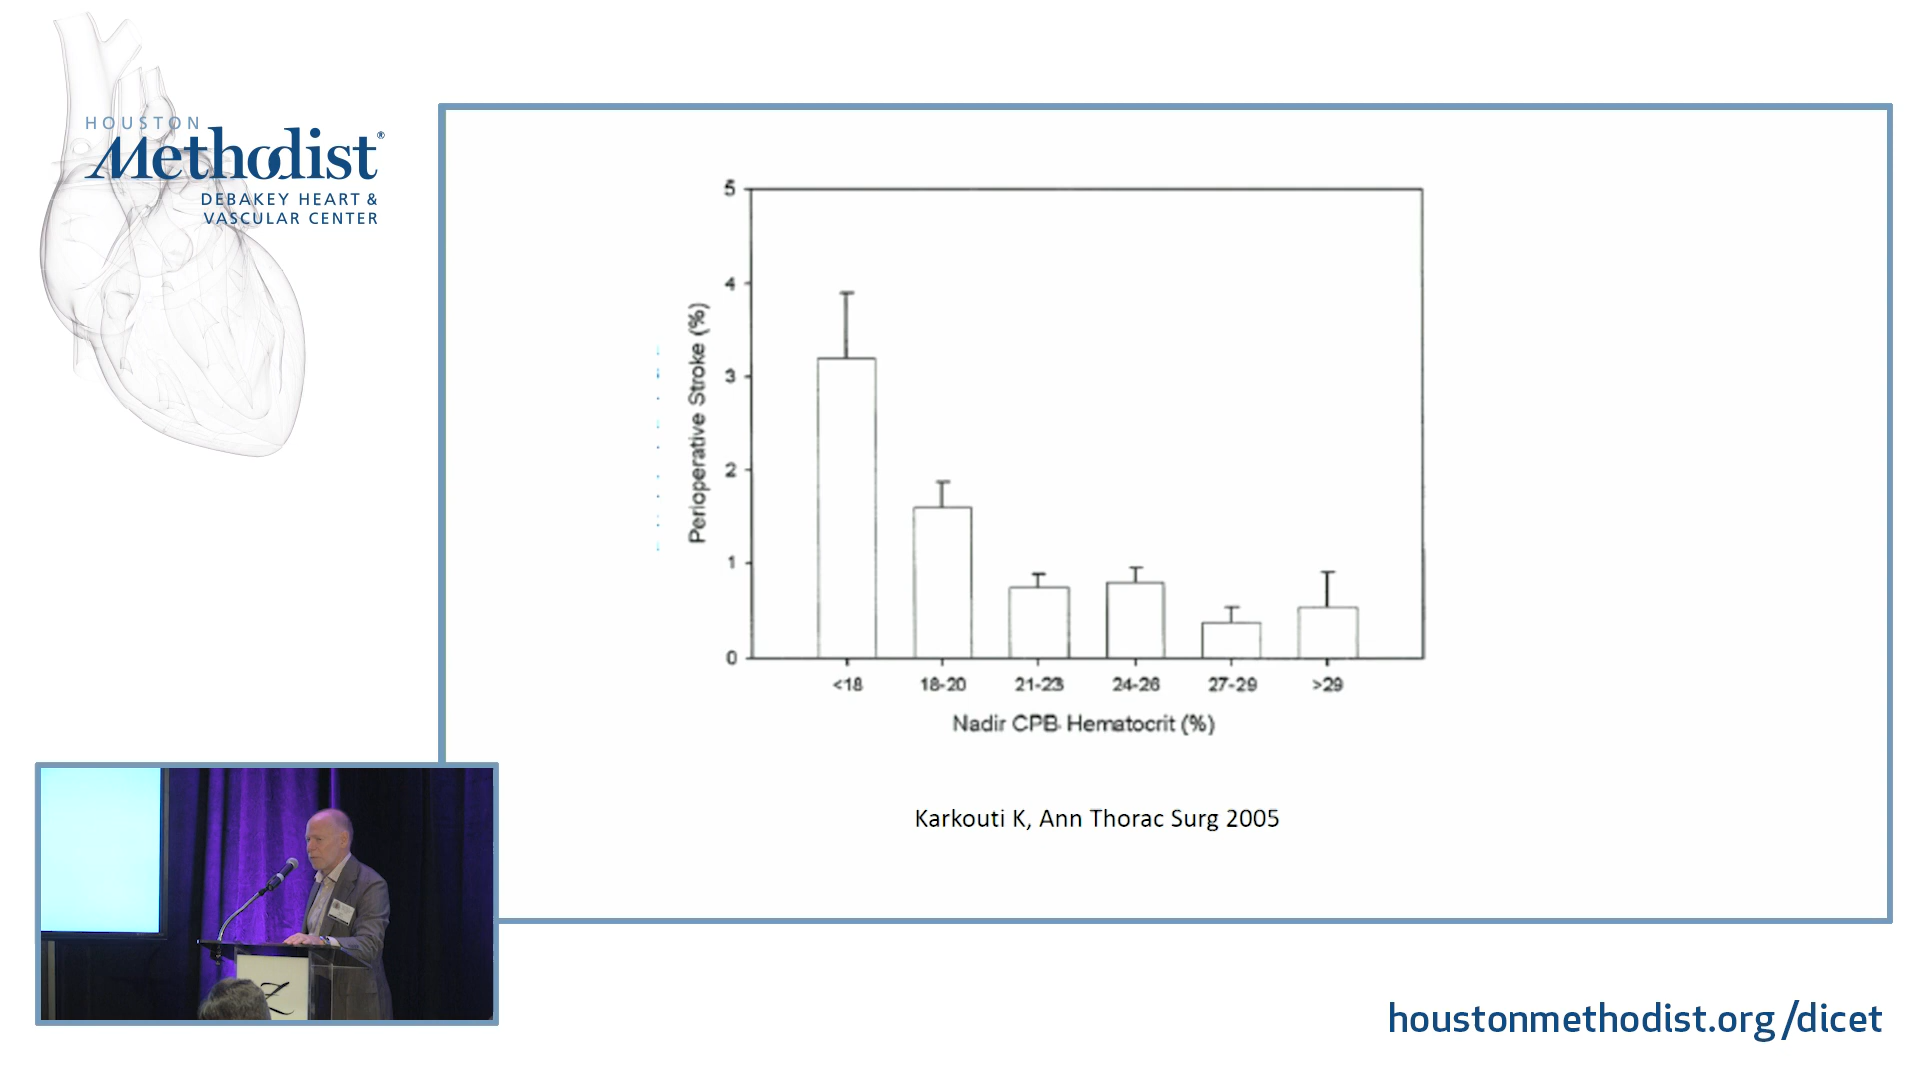 HOUSTON
Methodist®
DEBAKEY HEART &
VASCULAR CENTER
5
4
3
2
1
0
Perioperative Stroke (%)
<18 18-20 21-23 24-26 27-29 >29
Nadir CPB Hematocrit (%)
Karkouti K, Ann Thorac Surg 2005
Z
houstonmethodist.org/dicet